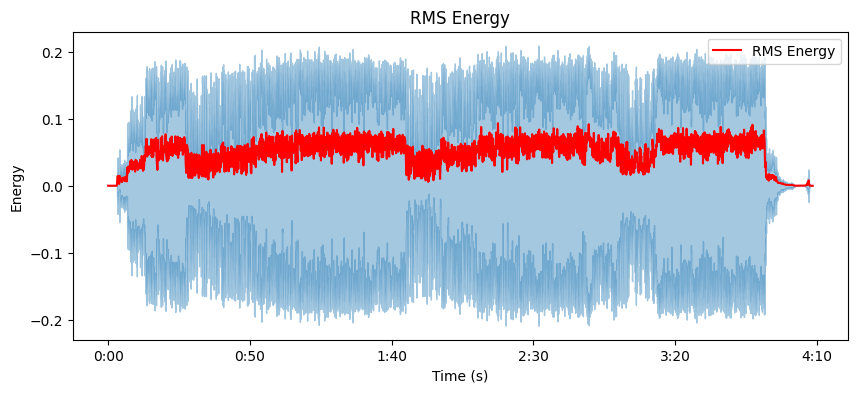 RMS Energy
RMS Energy
0.2
0.1
0.0
−0.1
−0.2
Energy
0:00 0:50 1:40 2:30 3:20 4:10
Time (s)